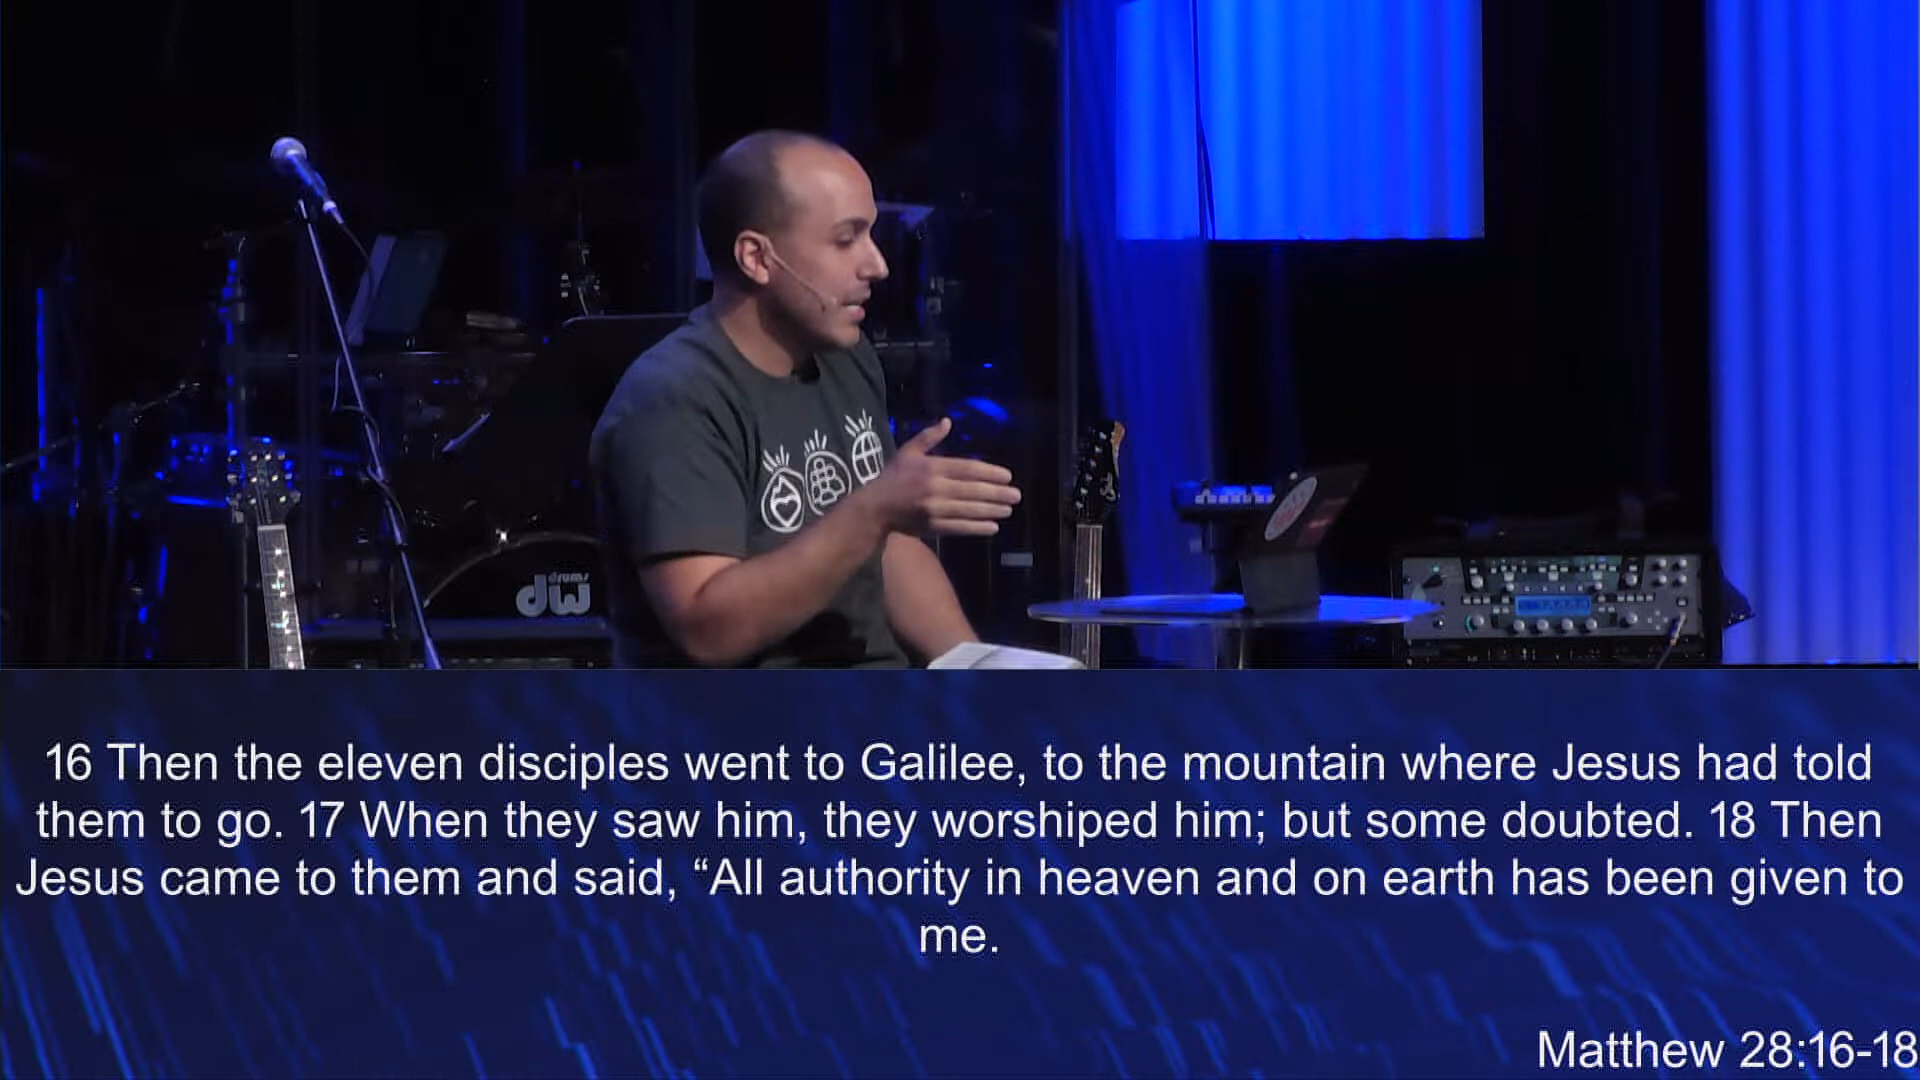 drums
dw
16 Then the eleven disciples went to Galilee, to the mountain where Jesus had told
them to go. 17 When they saw him, they worshiped him; but some doubted. 18 Then
Jesus came to them and said, “All authority in heaven and on earth has been given to
me.
Matthew 28:16-18